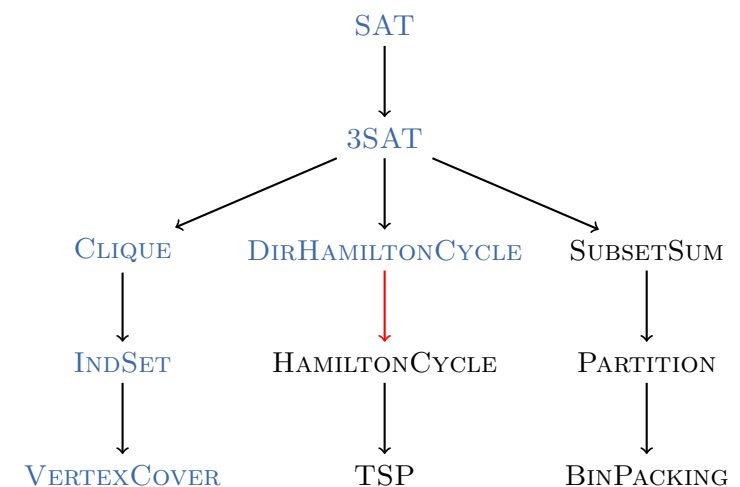 SAT
3SAT
CLIQUE DIRHAMILTONCYCLE SUBSETSUM
INDSET HAMILTONCYCLE PARTITION
VERTEXCOVER TSP BINPACKING